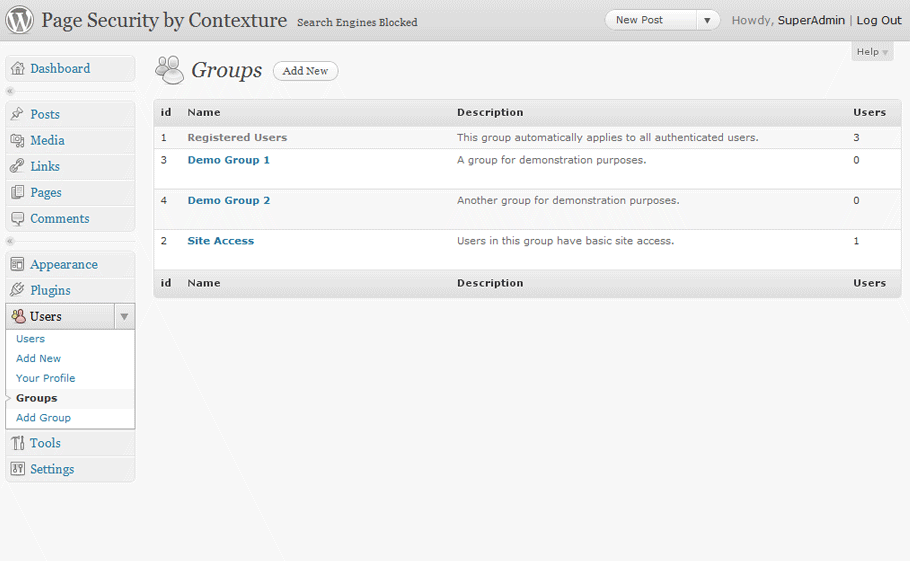 Page Security by Contexture Search Engines Blocked New Post Howdy, SuperAdmin | Log Out
Help
Groups Add New
Dashboard
Posts
Media
Links
Pages
Comments
Appearance
Plugins
Users
Users
Add New
Your Profile
Groups
Add Group
Tools
Settings
id Name Description Users
1 Registered Users This group automatically applies to all authenticated users. 3
3 Demo Group 1 A group for demonstration purposes. 0
4 Demo Group 2 Another group for demonstration purposes. 0
2 Site Access Users in this group have basic site access. 1
id Name Description Users